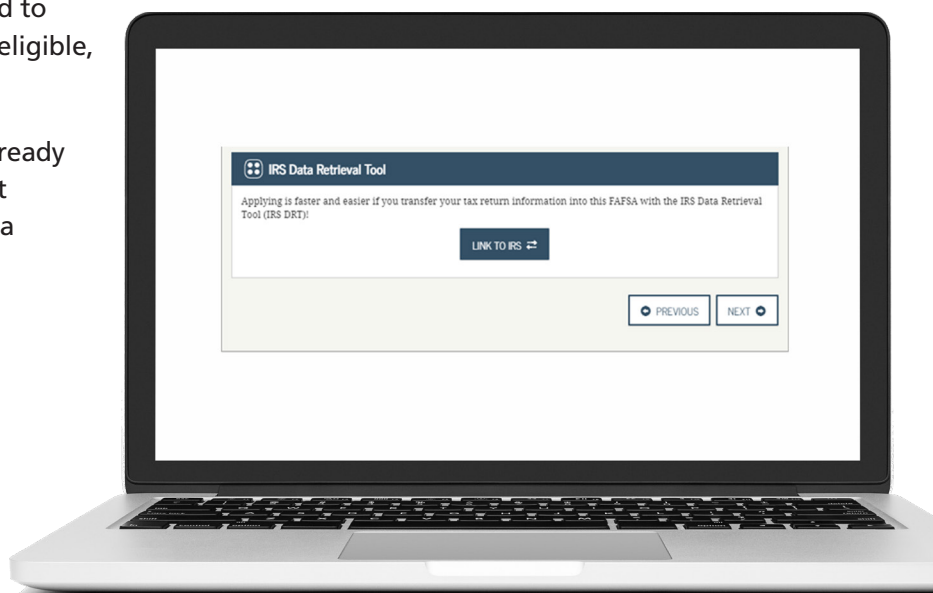 d to
eligible,
ready
t
a
IRS Data Retrieval Tool
Applying is faster and easier if you transfer your tax return information into this FAFSA with the IRS Data Retrieval
Tool (IRS DRT)!
LINK TO IRS
PREVIOUS
NEXT